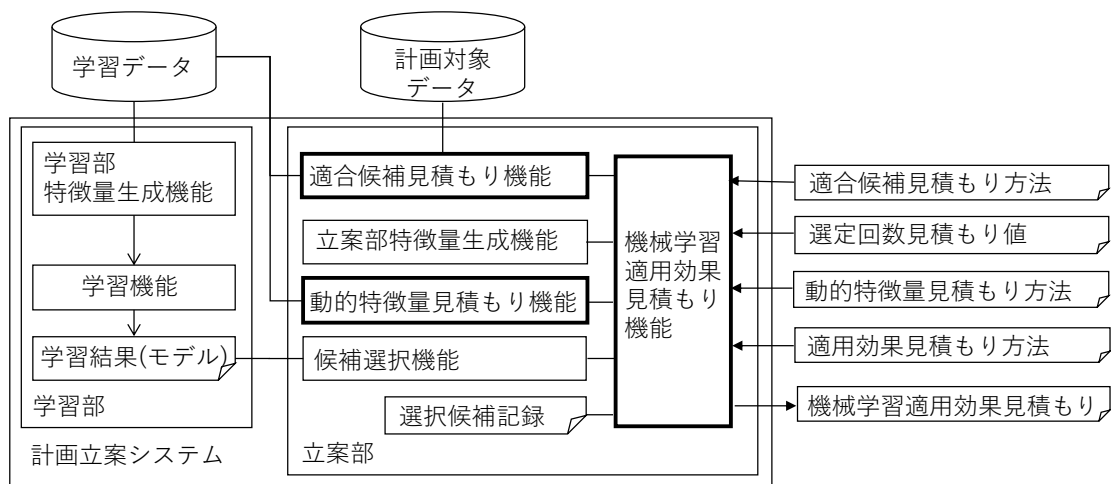 学習データ
計画対象
データ
学習部
特徴量生成機能
学習機能
学習結果(モデル)
学習部
計画立案システム
適合候補見積もり機能
立案部特徴量生成機能
動的特徴量見積もり機能
候補選択機能
選択候補記録
立案部
機械学習
適用効果
見積もり
機能
適合候補見積もり方法
選定回数見積もり値
動的特徴量見積もり方法
適用効果見積もり方法
機械学習適用効果見積もり